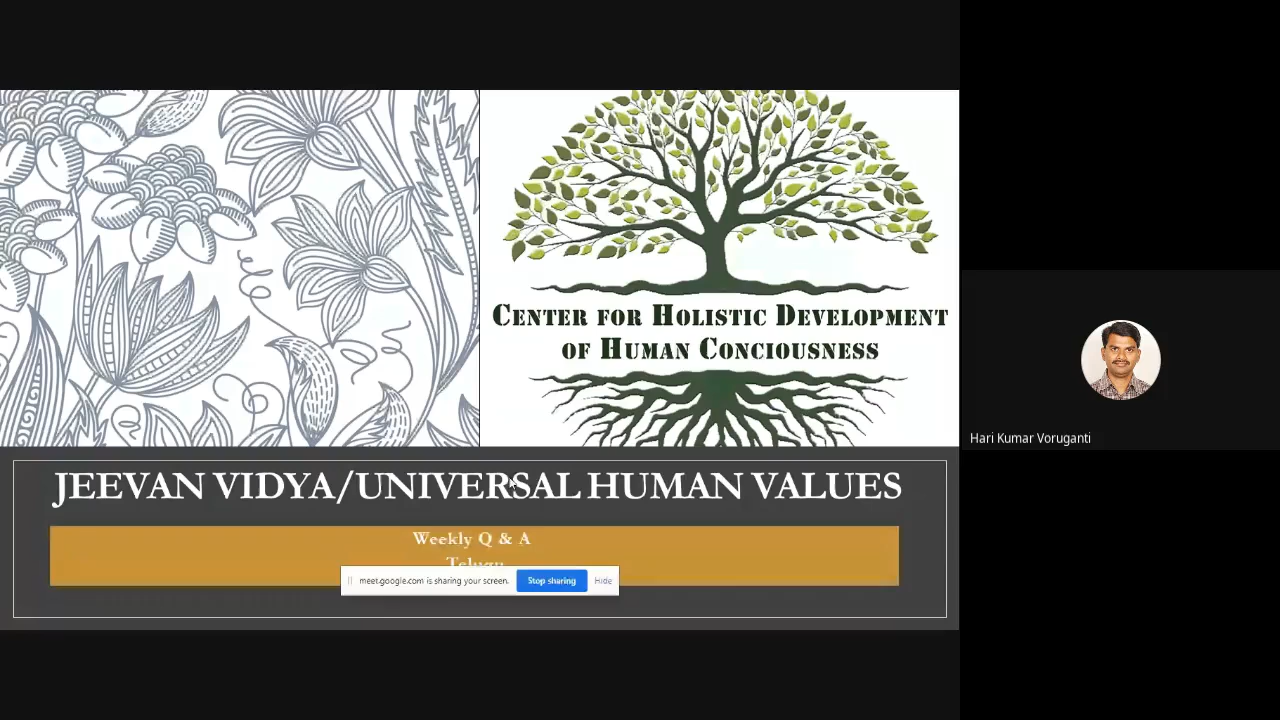 CENTER FOR HOLISTIC DEVELOPMENT
OF HUMAN CONCIOUSNESS
JEEVAN VIDYA/UNIVERSAL HUMAN VALUES
Weekly Q & A
Telugu
meet.google.com is sharing your screen.
Stop sharing
Hide
Hari Kumar Voruganti